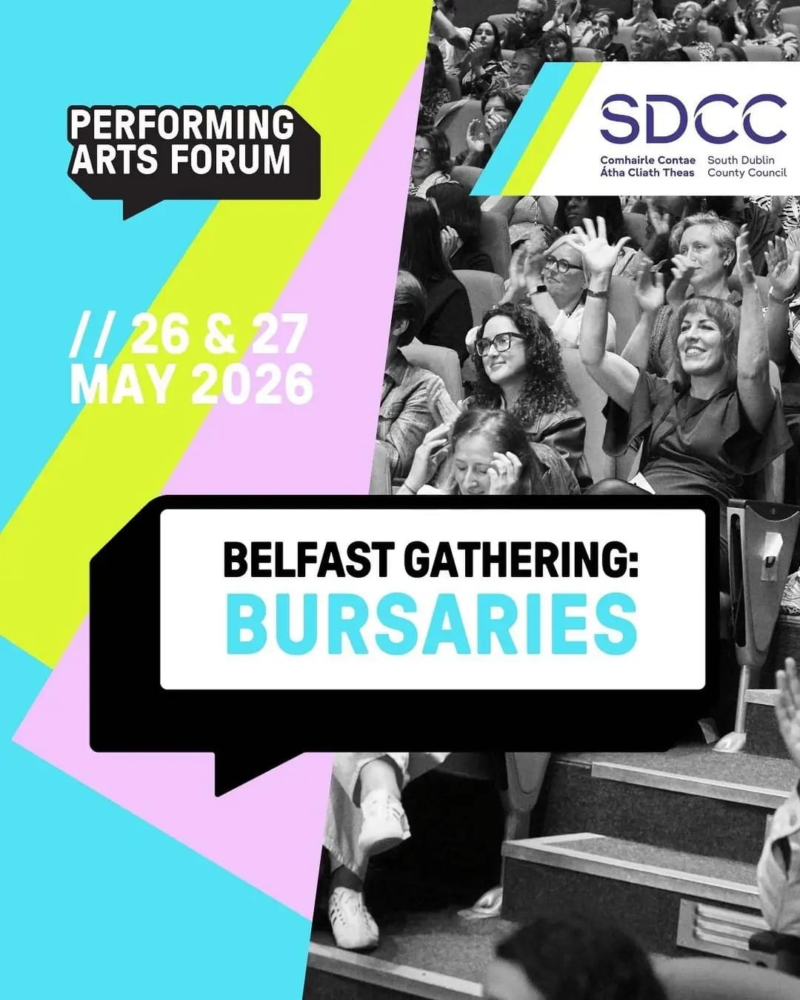 PERFORMING
ARTS FORUM
SDCC
Comhairle Contae
Átha Cliath Theas
South Dublin
County Council
// 26 & 27
MAY 2026
BELFAST GATHERING:
BURSARIES